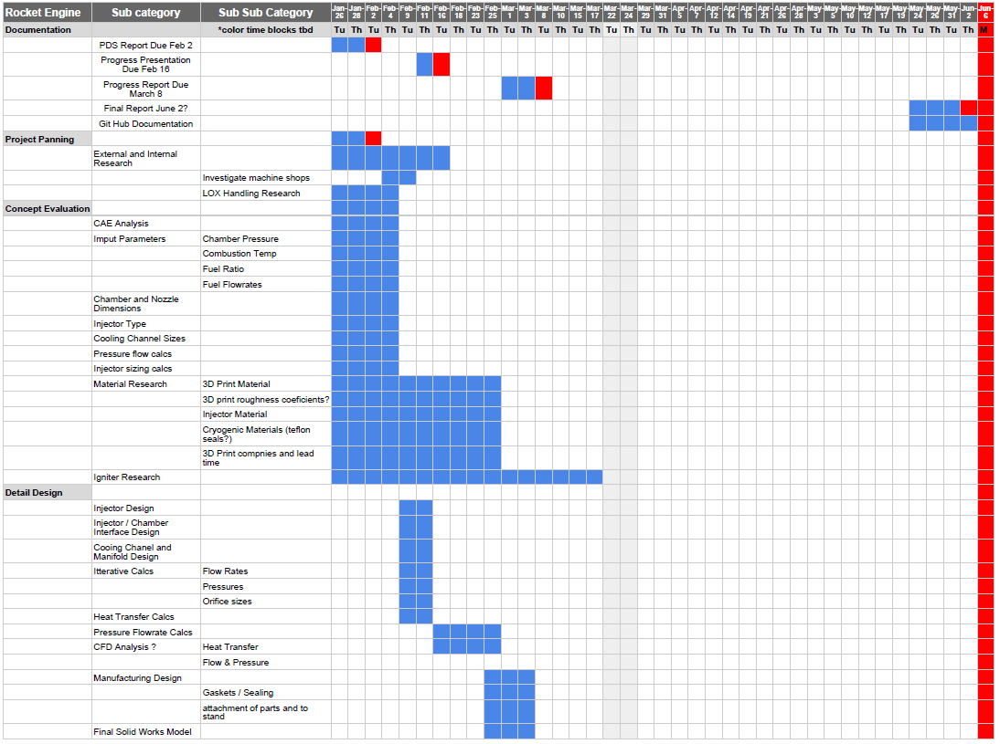 Rocket Engine Sub category Sub Sub Category Jan-26 Jan-28 Feb-2 Feb-4 Feb-9 Feb-11 Feb-16 Feb-18 Feb-23 Feb-25 Mar-1 Mar-3 Mar-8 Mar-10 Mar-15 Mar-17 Mar-22 Mar-24 Mar-29 Mar-31 Apr-5 Apr-7 Apr-12 Apr-14 Apr-19 Apr-21 Apr-26 Apr-28 May-3 May-5 May-10 May-12 May-17 May-19 May-24 May-26 May-31 Jun-2 Jun-6
Documentation *color time blocks tbd Tu Th Tu Th Tu Th Tu Th Tu Th Tu Th Tu Th Tu Th Tu Th Tu Th Tu Th Tu Th Tu Th Tu Th Tu Th Tu Th Tu Th Tu Th Tu Th M
PDS Report Due Feb 2
Progress Presentation
Due Feb 16
Progress Report Due
March 8
Final Report June 2?
Git Hub Documentation
Project Panning
External and Internal
Research
Investigate machine shops
LOX Handling Research
Concept Evaluation
CAE Analysis
Imput Parameters Chamber Pressure
Combustion Temp
Fuel Ratio
Fuel Flowrates
Chamber and Nozzle
Dimensions
Injector Type
Cooling Channel Sizes
Pressure flow calcs
Injector sizing calcs
Material Research 3D Print Material
3D print roughness coeficients?
Injector Material
Cryogenic Materials (teflon
seals?)
3D Print compnies and lead
time
Igniter Research
Detail Design
Injector Design
Injector / Chamber
Interface Design
Cooing Chanel and
Manifold Design
Itterative Calcs Flow Rates
Pressures
Orifice sizes
Heat Transfer Calcs
Pressure Flowrate Calcs
CFD Analysis ? Heat Transfer
Flow & Pressure
Manufacturing Design
Gaskets / Sealing
attachment of parts and to
stand
Final Solid Works Model